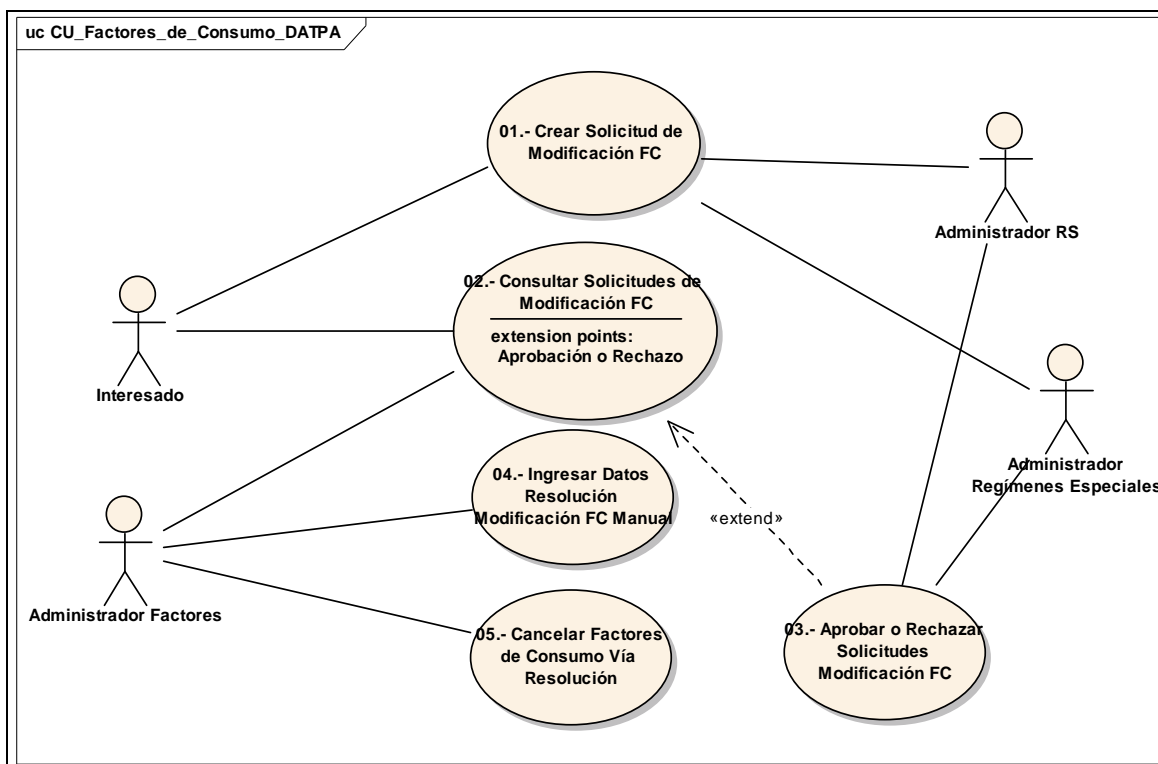 uc CU_Factores_de_Consumo_DATPA
01.- Crear Solicitud de
Modificación FC
Administrador RS
02.- Consultar Solicitudes de
Modificación FC
extension points:
Aprobación o Rechazo
Interesado
Administrador
Regímenes Especiales
04.- Ingresar Datos
Resolución
Modificación FC Manual
«extend»
Administrador Factores
05.- Cancelar Factores
de Consumo Vía
Resolución
03.- Aprobar o Rechazar
Solicitudes
Modificación FC